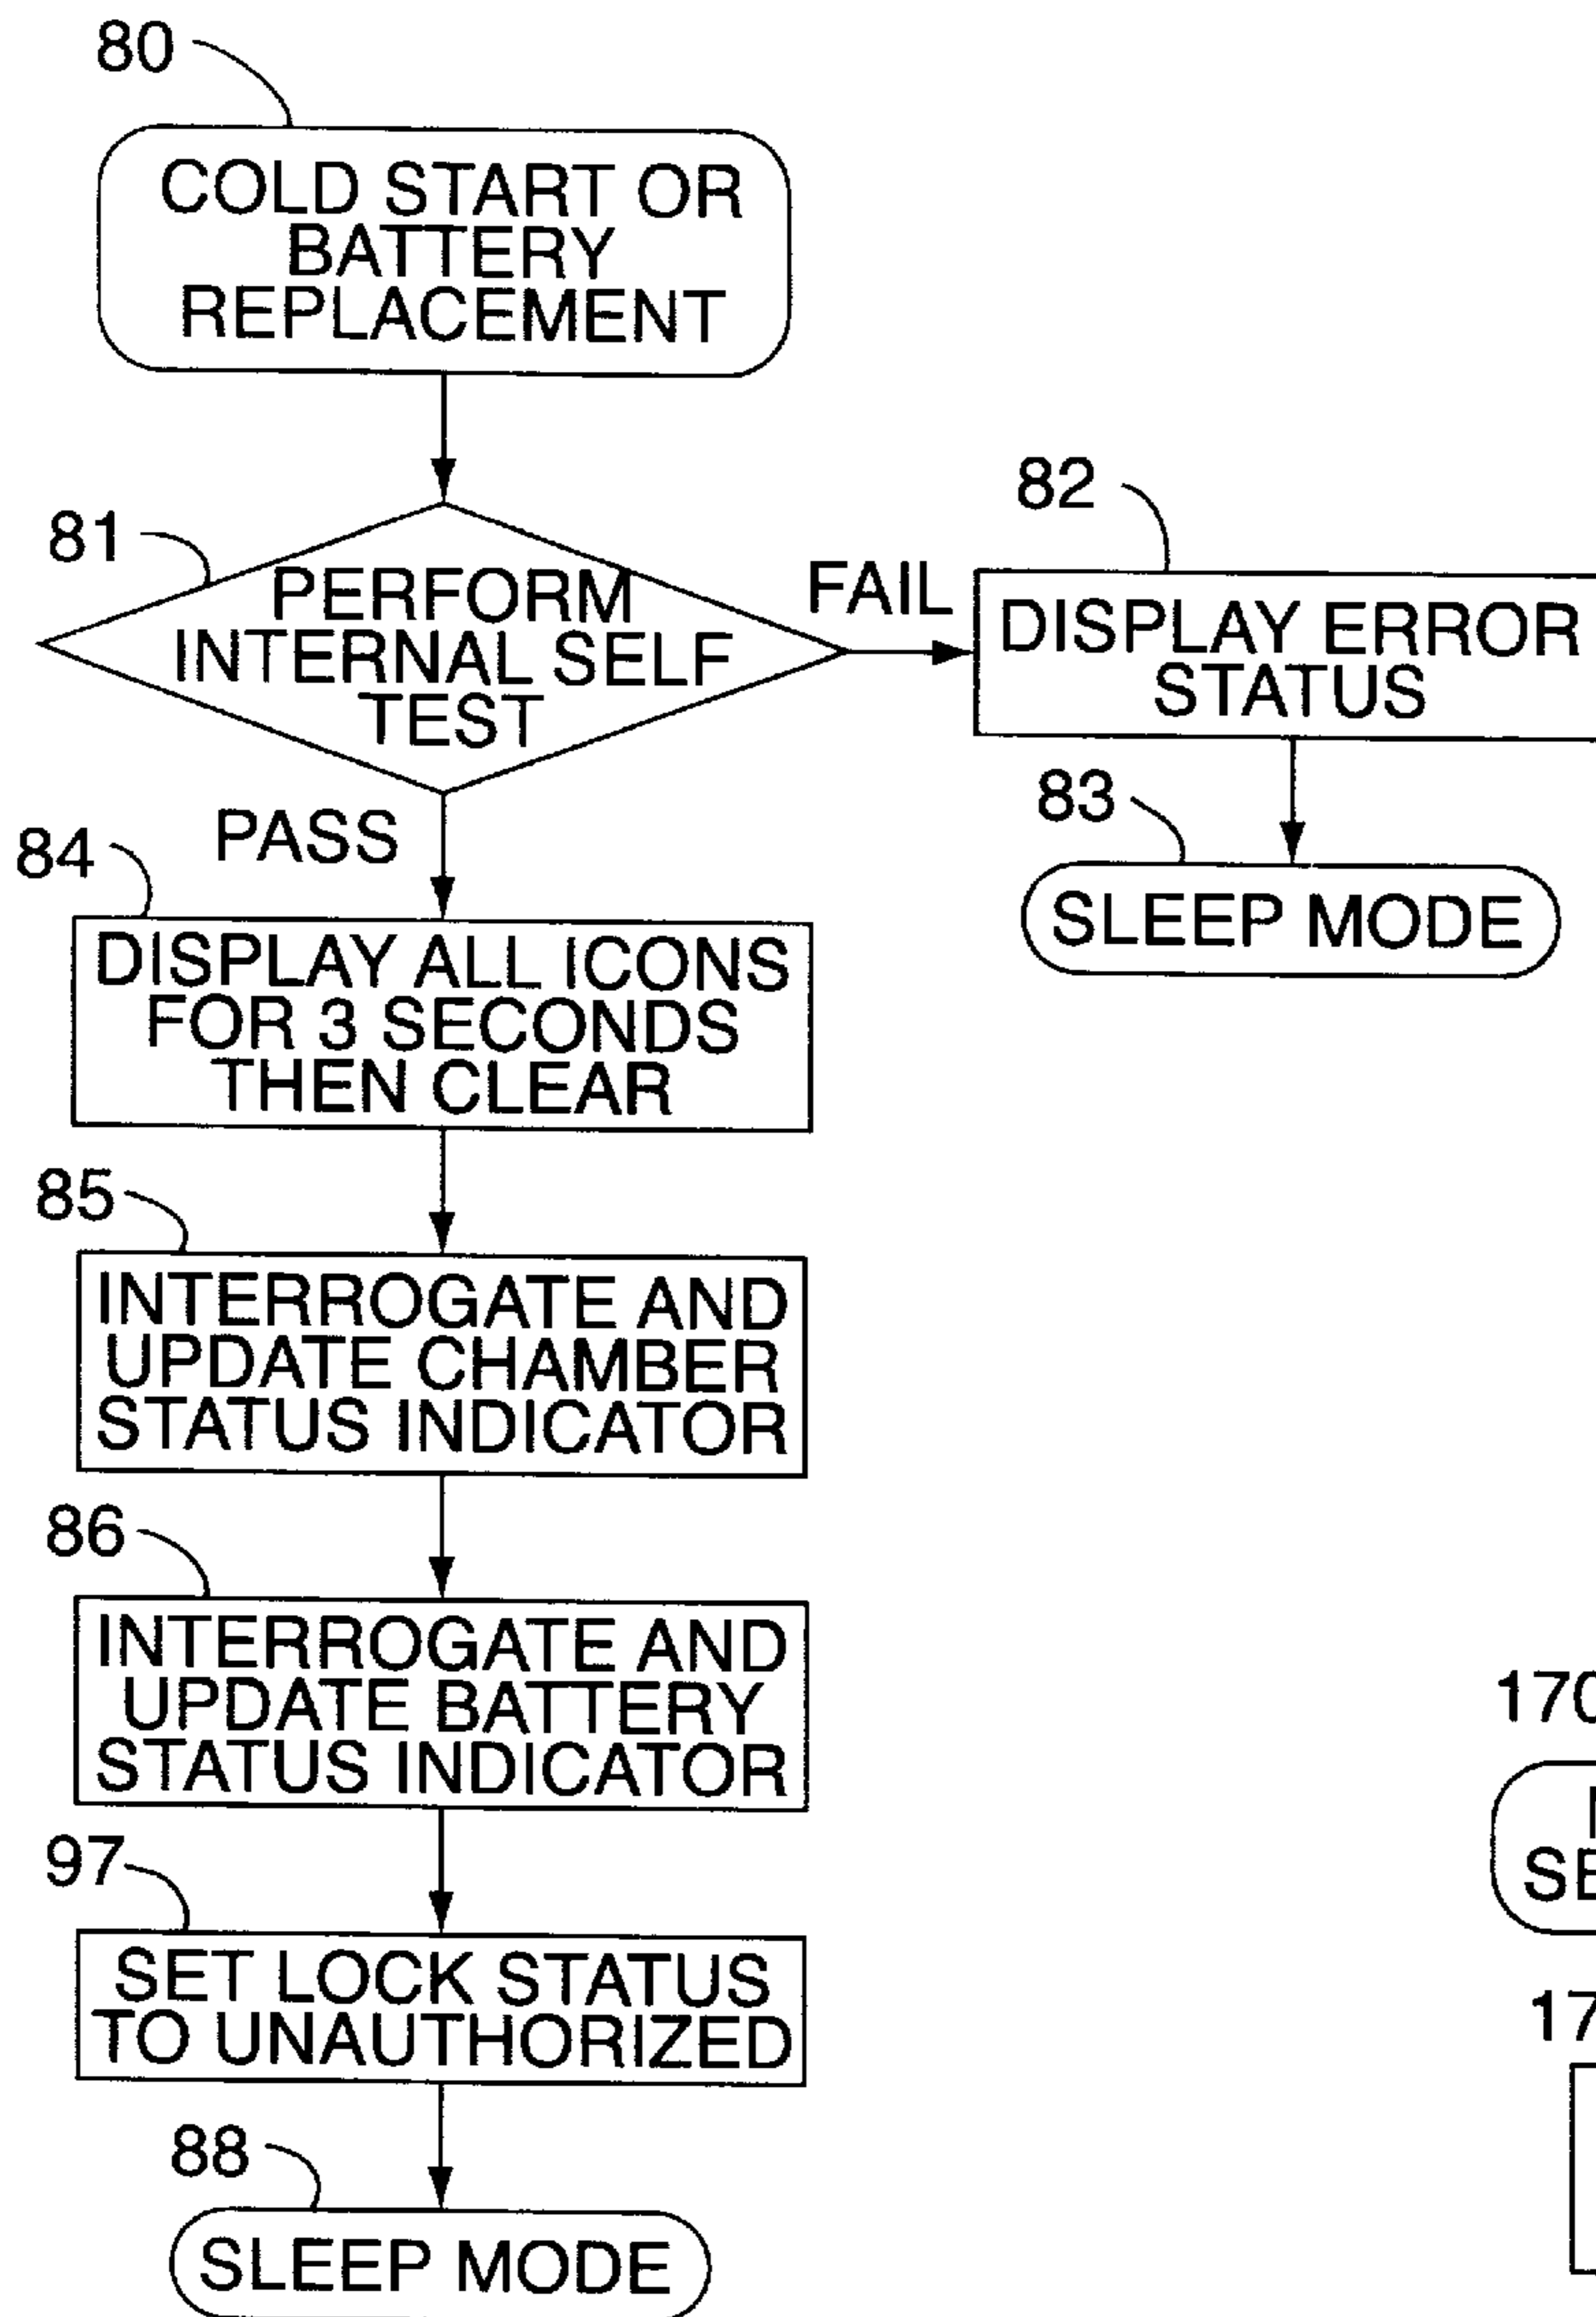 80
COLD START OR
BATTERY
REPLACEMENT
81
PERFORM
INTERNAL SELF
TEST
FAIL
82
DISPLAY ERROR
STATUS
83
SLEEP MODE
PASS
84
DISPLAY ALL ICONS
FOR 3 SECONDS
THEN CLEAR
85
INTERROGATE AND
UPDATE CHAMBER
STATUS INDICATOR
86
INTERROGATE AND
UPDATE BATTERY
STATUS INDICATOR
97
SET LOCK STATUS
TO UNAUTHORIZED
88
SLEEP MODE
170